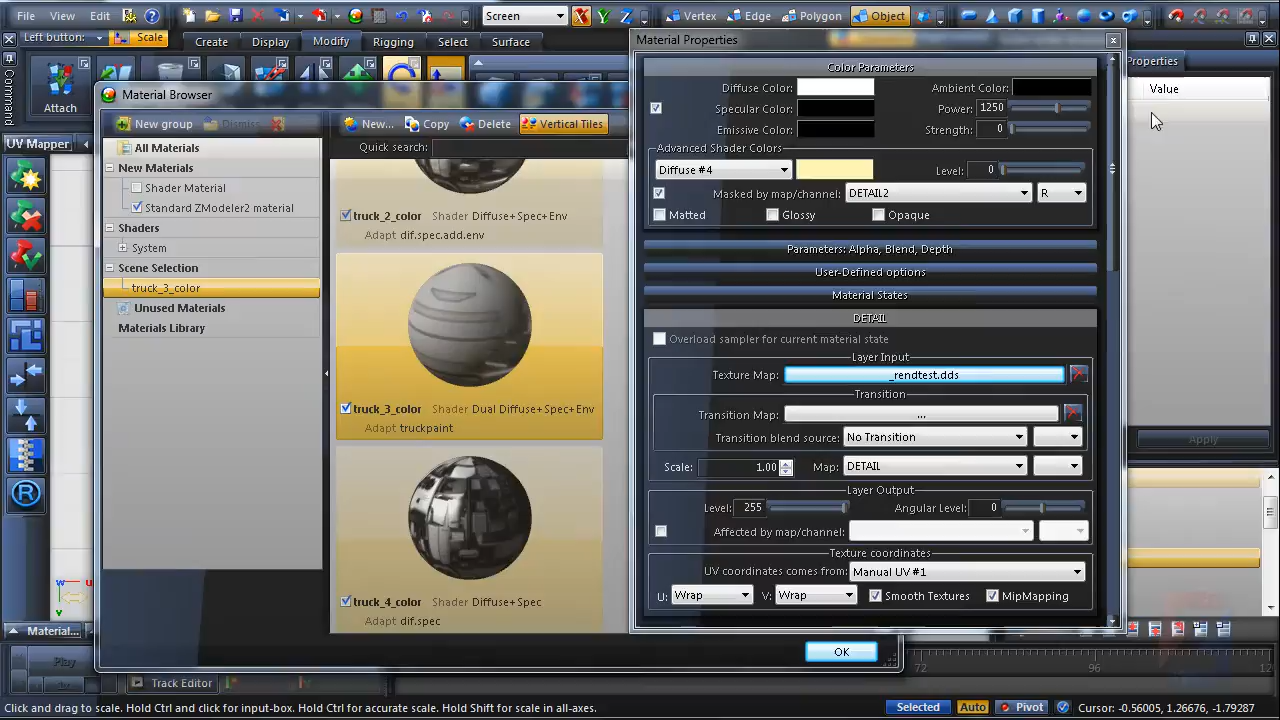 File View Edit Screen X Y Z Vertex Edge Polygon Object
Left button: Scale Create Display Modify Rigging Select Surface
Command
Attach
UV Mapper
Material Browser
New group Dismiss New... Copy Delete Vertical Tiles
Quick search:
All Materials
New Materials
Shader Material
Standard ZModeler2 material
Shaders
System
Scene Selection
truck_3_color
Unused Materials
Materials Library
truck_2_color Shader Diffuse+Spec+Env
Adapt dif.spec.add.env
truck_3_color Shader Dual Diffuse+Spec+Env
Adapt truckpaint
truck_4_color Shader Diffuse+Spec
Adapt dif.spec
OK
Material Properties
Color Parameters
Diffuse Color: Ambient Color:
Specular Color: Power: 1250
Emissive Color: Strength: 0
Advanced Shader Colors
Diffuse #4 Level: 0
Masked by map/channel: DETAIL2 R
Matted Glossy Opaque
Parameters: Alpha, Blend, Depth
User-Defined options
Material States
DETAIL
Overload sampler for current material state
Layer Input
Texture Map: _rendtest.dds
Transition
Transition Map: ...
Transition blend source: No Transition
Scale: 1.00 Map: DETAIL
Layer Output
Level: 255 Angular Level: 0
Affected by map/channel:
Texture coordinates
UV coordinates comes from: Manual UV #1
U: Wrap V: Wrap Smooth Textures MipMapping
Properties
Value
Apply
w u
v
Material...
Play
Track Editor
72 96 12
Click and drag to scale. Hold Ctrl and click for input-box. Hold Ctrl for accurate scale. Hold Shift for scale in all-axes. Selected Auto Pivot Cursor: -0.56005, 1.26676, -1.79287